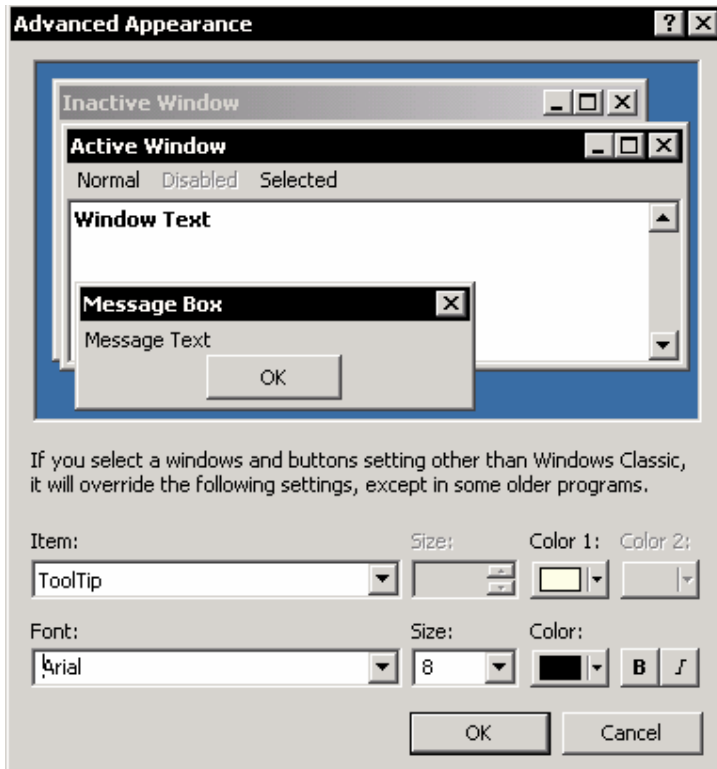 Advanced Appearance
Inactive Window
Active Window
Normal Disabled Selected
Window Text
Message Box
Message Text
OK
If you select a windows and buttons setting other than Windows Classic,
it will override the following settings, except in some older programs.
Item: Size: Color 1: Color 2:
ToolTip
Font: Size: Color:
Arial 8 B I
OK Cancel